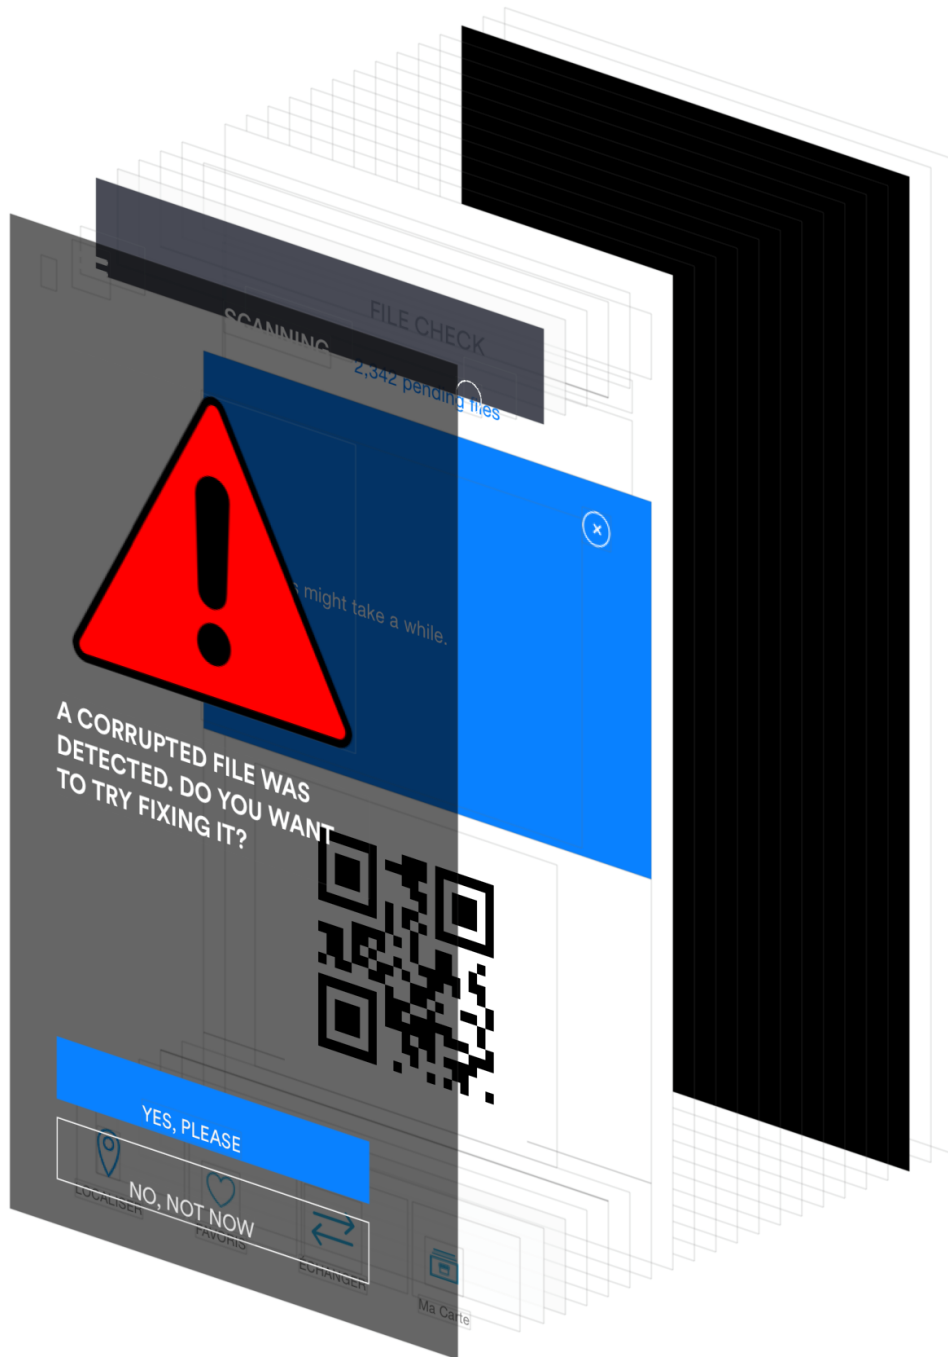 FILE CHECK
SCANNING
2,342 pending files
might take a while.
A CORRUPTED FILE WAS
DETECTED. DO YOU WANT
TO TRY FIXING IT?
YES, PLEASE
NO, NOT NOW
LOCALISER
FAVORIS
ÉCHANGER
Ma Carte